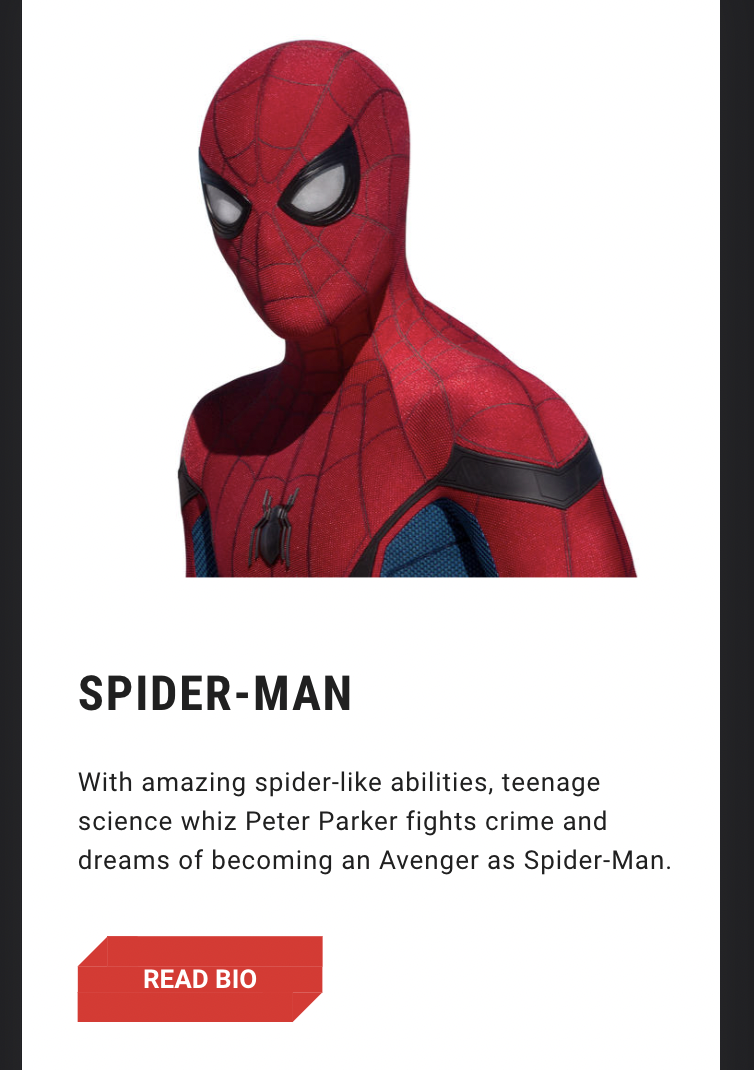 SPIDER-MAN
With amazing spider-like abilities, teenage
science whiz Peter Parker fights crime and
dreams of becoming an Avenger as Spider-Man.
READ BIO